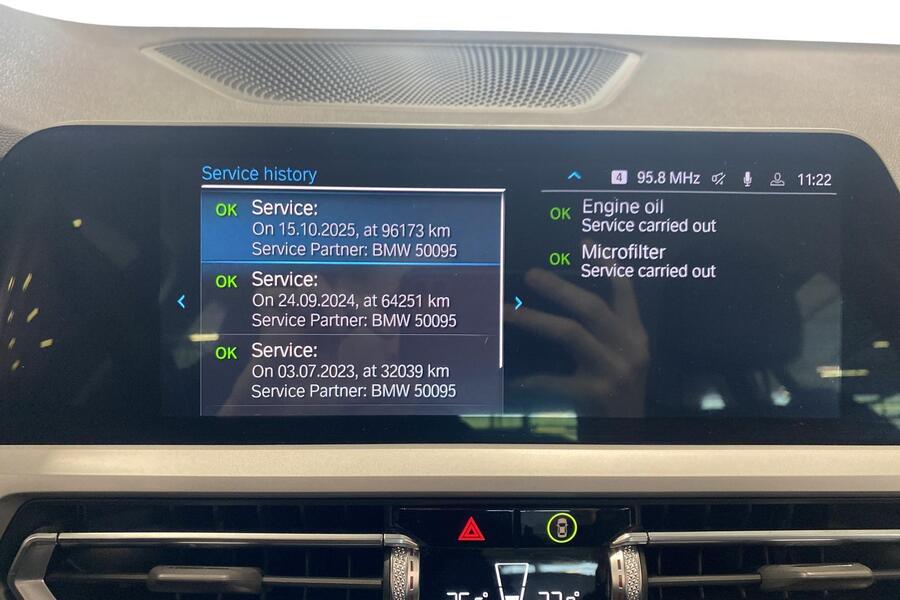 Service history
4 95.8 MHz 11:22
OK Service:
On 15.10.2025, at 96173 km
Service Partner: BMW 50095
OK Service:
On 24.09.2024, at 64251 km
Service Partner: BMW 50095
OK Service:
On 03.07.2023, at 32039 km
Service Partner: BMW 50095
OK Engine oil
Service carried out
OK Microfilter
Service carried out